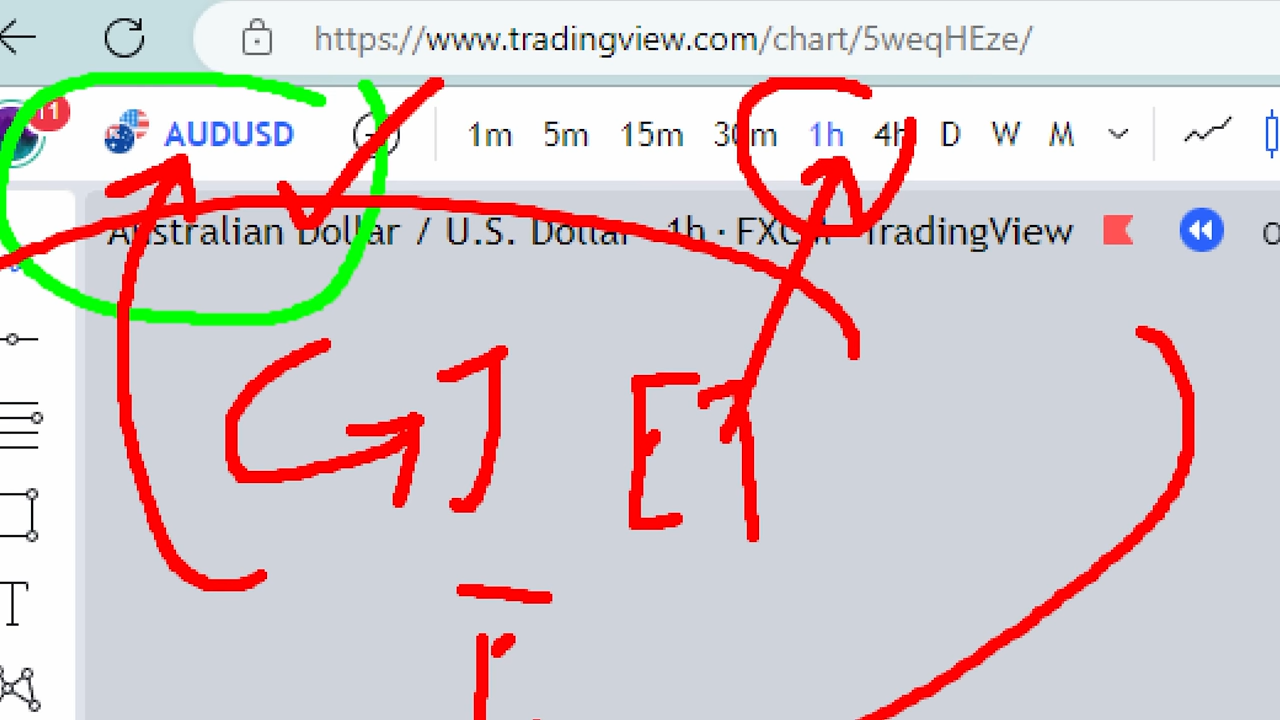 https://www.tradingview.com/chart/5weqHEze/
11
AUDUSD 1m 5m 15m 30m 1h 4h D W M
Australian Dollar / U.S. Dollar · 1h · FXCM TradingView
T